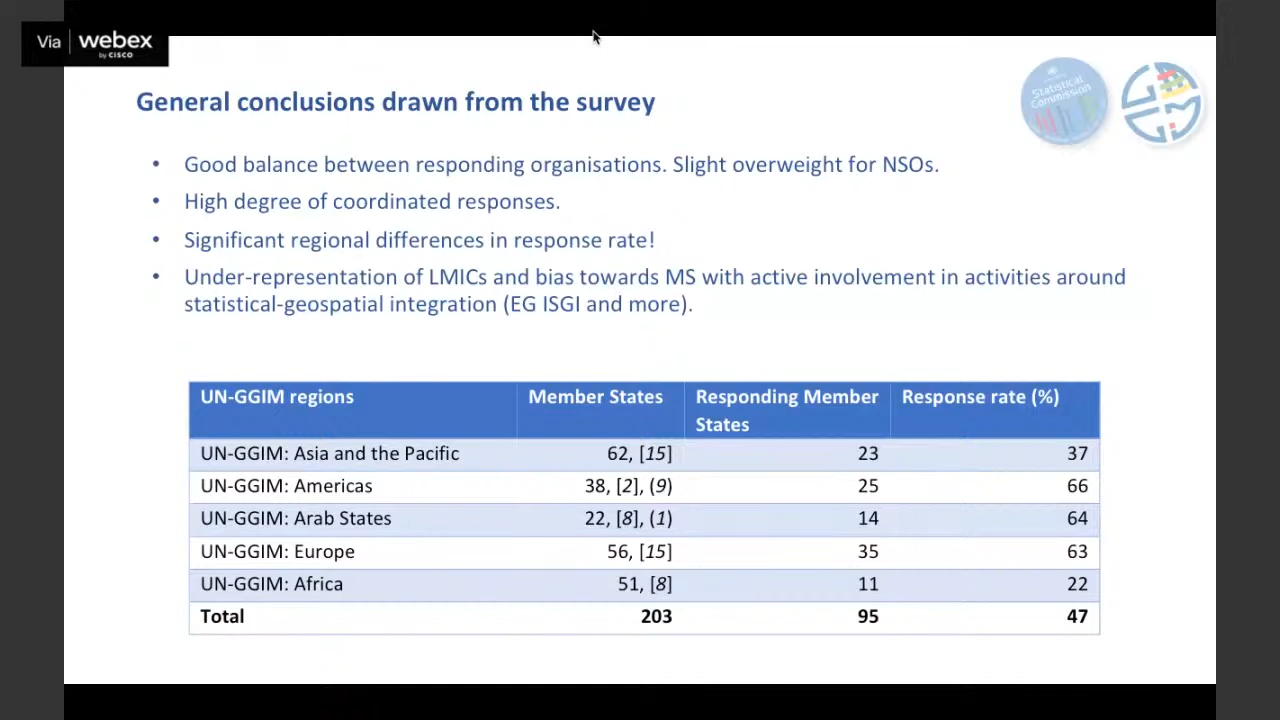 Via webex
by CISCO
General conclusions drawn from the survey
Statistical
Commission
• Good balance between responding organisations. Slight overweight for NSOs.
• High degree of coordinated responses.
• Significant regional differences in response rate!
• Under-representation of LMICs and bias towards MS with active involvement in activities around
statistical-geospatial integration (EG ISGI and more).
UN-GGIM regions Member States Responding Member Response rate (%)
States
UN-GGIM: Asia and the Pacific 62, [15] 23 37
UN-GGIM: Americas 38, [2], (9) 25 66
UN-GGIM: Arab States 22, [8], (1) 14 64
UN-GGIM: Europe 56, [15] 35 63
UN-GGIM: Africa 51, [8] 11 22
Total 203 95 47